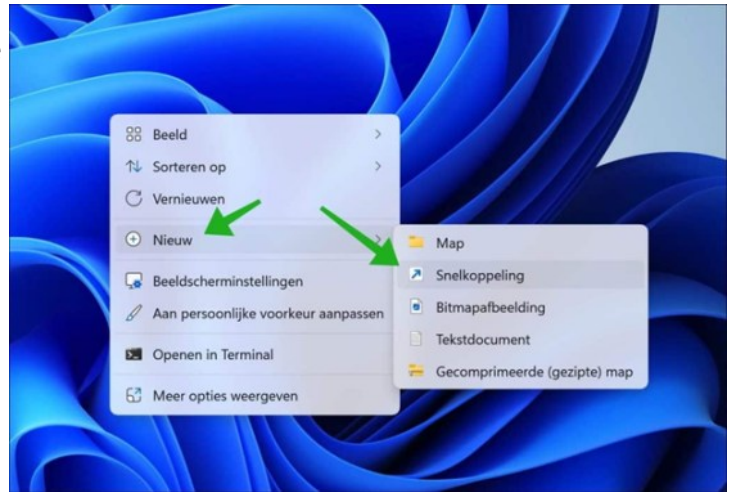 Beeld
Sorteren op
Vernieuwen
Nieuw
Beeldscherminstellingen
Aan persoonlijke voorkeur aanpassen
Openen in Terminal
Meer opties weergeven
Map
Snelkoppeling
Bitmapafbeelding
Tekstdocument
Gecomprimeerde (gezipte) map